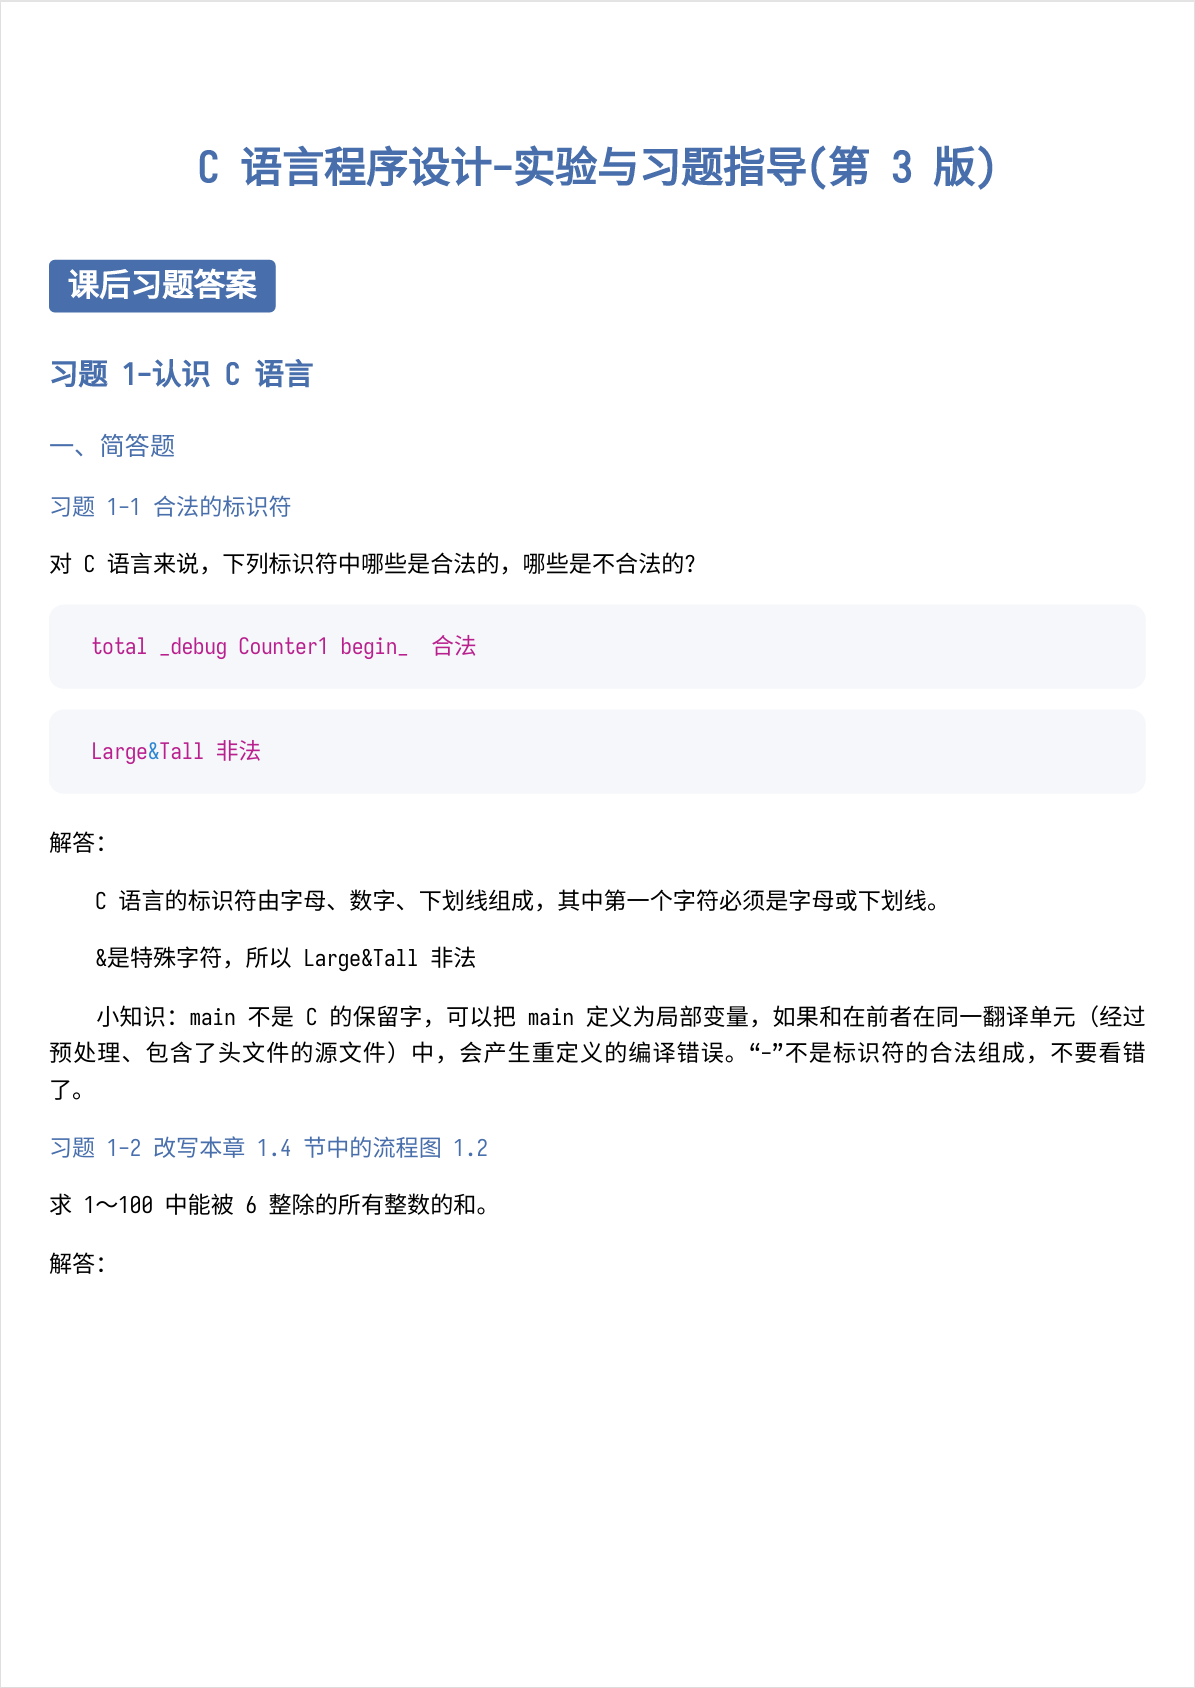 C 语言程序设计-实验与习题指导(第 3 版)
课后习题答案
习题 1-认识 C 语言
一、简答题
习题 1-1 合法的标识符
对 C 语言来说，下列标识符中哪些是合法的，哪些是不合法的?
total _debug Counter1 begin_ 合法
Large&Tall 非法
解答：
C 语言的标识符由字母、数字、下划线组成，其中第一个字符必须是字母或下划线。
&是特殊字符，所以 Large&Tall 非法
小知识：main 不是 C 的保留字，可以把 main 定义为局部变量，如果和在前者在同一翻译单元（经过
预处理、包含了头文件的源文件）中，会产生重定义的编译错误。“-”不是标识符的合法组成，不要看错
了。
习题 1-2 改写本章 1.4 节中的流程图 1.2
求 1～100 中能被 6 整除的所有整数的和。
解答：